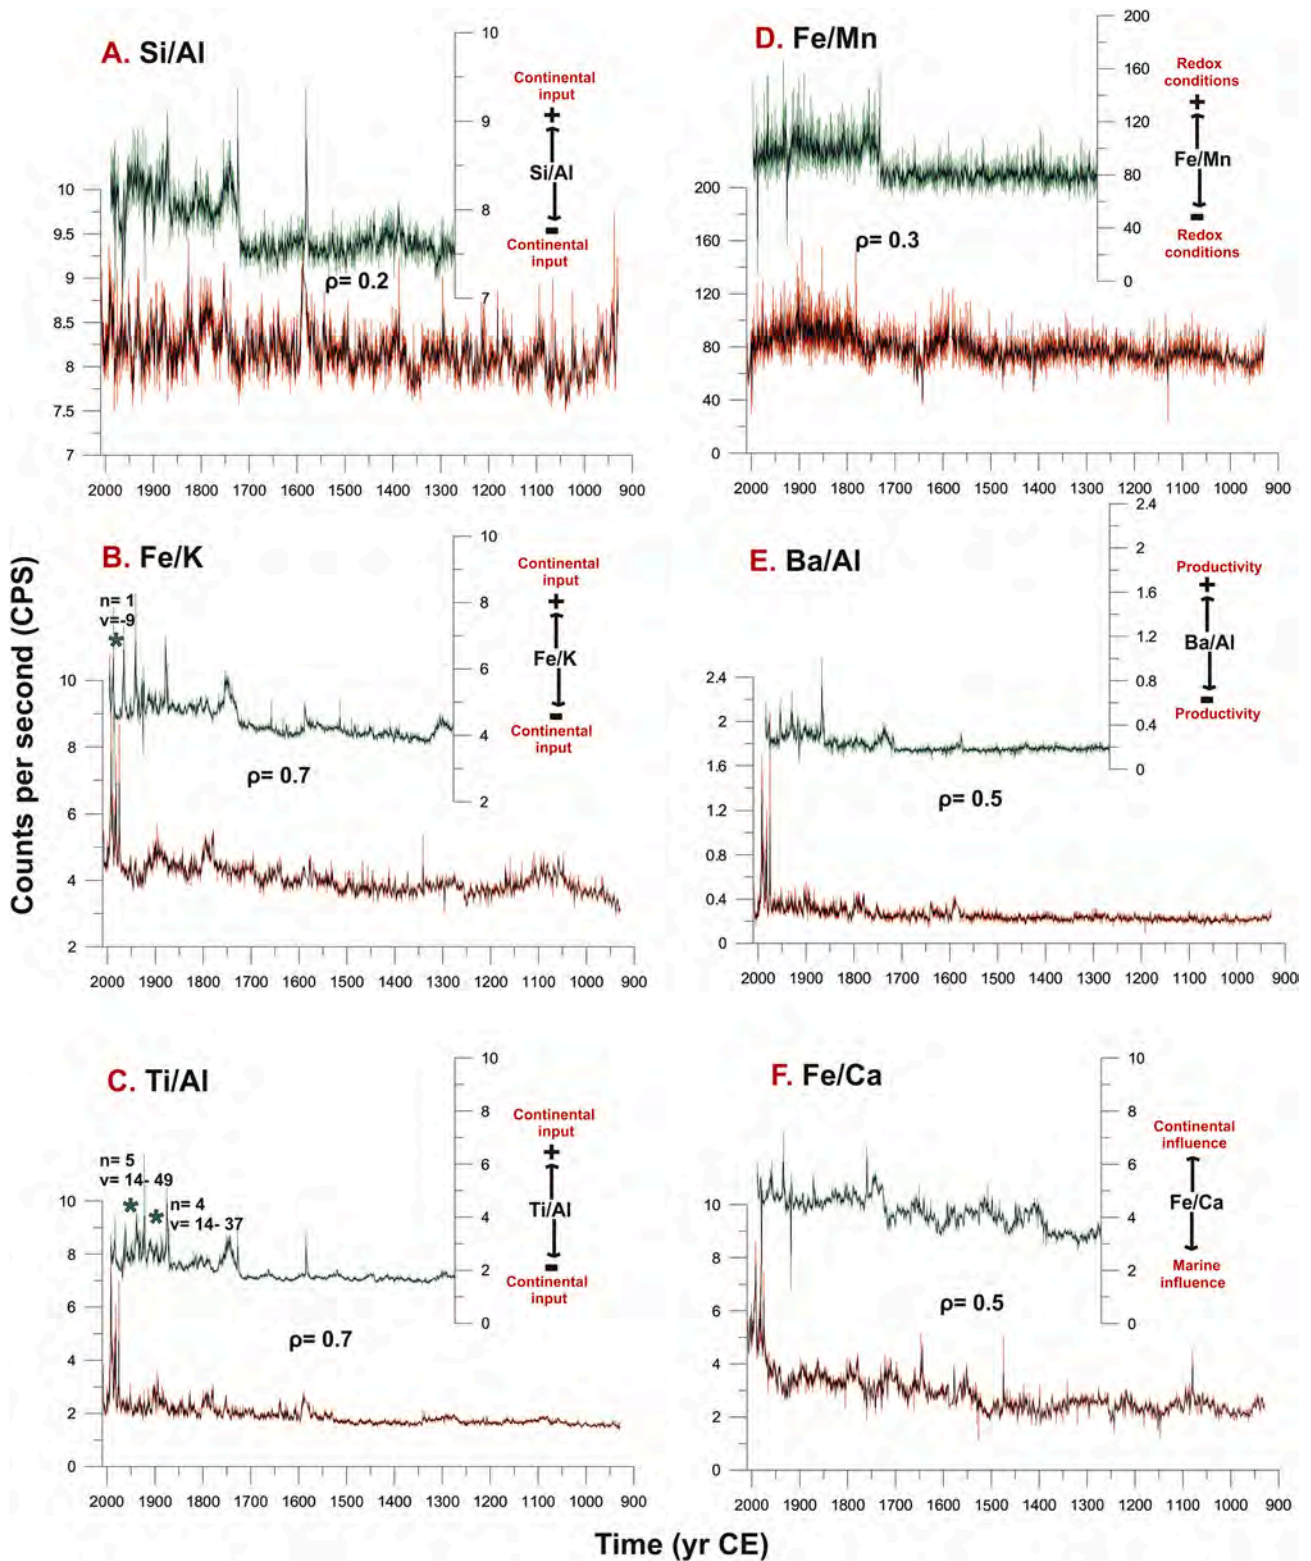 A. Si/Al
10
9
8
7
Continental
input
+
Si/Al
-
Continental
input
10
9.5
9
8.5
8
7.5
7
ρ= 0.2
2000 1900 1800 1700 1600 1500 1400 1300 1200 1100 1000 900
D. Fe/Mn
200
160
120
80
40
0
Redox
conditions
+
Fe/Mn
-
Redox
conditions
200
160
120
80
40
0
ρ= 0.3
2000 1900 1800 1700 1600 1500 1400 1300 1200 1100 1000 900
B. Fe/K
n= 1
v=-9
*
10
8
6
4
2
Continental
input
+
Fe/K
-
Continental
input
10
8
6
4
2
ρ= 0.7
2000 1900 1800 1700 1600 1500 1400 1300 1200 1100 1000 900
E. Ba/Al
2.4
2
1.6
1.2
0.8
0.4
0
Productivity
+
Ba/Al
-
Productivity
2.4
2
1.6
1.2
0.8
0.4
0
ρ= 0.5
2000 1900 1800 1700 1600 1500 1400 1300 1200 1100 1000 900
C. Ti/Al
n= 5
v= 14- 49
*
*
n= 4
v= 14- 37
10
8
6
4
2
0
Continental
input
+
Ti/Al
-
Continental
input
10
8
6
4
2
0
ρ= 0.7
2000 1900 1800 1700 1600 1500 1400 1300 1200 1100 1000 900
F. Fe/Ca
10
8
6
4
2
0
Continental
influence
Fe/Ca
Marine
influence
10
8
6
4
2
0
ρ= 0.5
2000 1900 1800 1700 1600 1500 1400 1300 1200 1100 1000 900
Counts per second (CPS)
Time (yr CE)